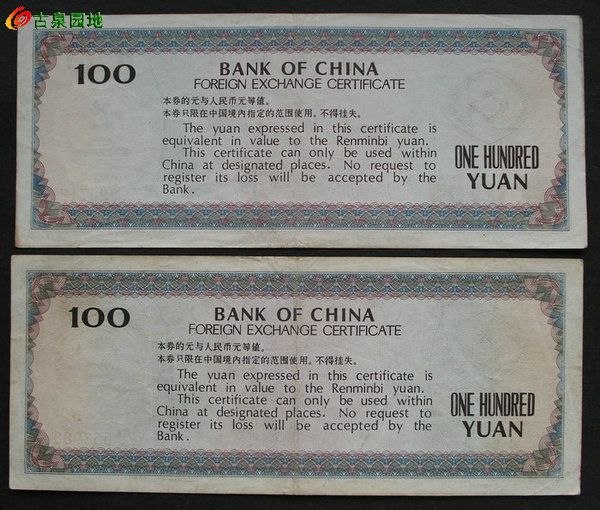 古泉园地
100
BANK OF CHINA
FOREIGN EXCHANGE CERTIFICATE
本券的元与人民币元等值。
本券只限在中国境内指定的范围使用。不得挂失。
The yuan expressed in this certificate is
equivalent in value to the Renminbi yuan.
This certificate can only be used within
China at designated places. No request to
register its loss will be accepted by the
Bank.
ONE HUNDRED
YUAN
100
BANK OF CHINA
FOREIGN EXCHANGE CERTIFICATE
本券的元与人民币元等值。
本券只限在中国境内指定的范围使用。不得挂失。
The yuan expressed in this certificate is
equivalent in value to the Renminbi yuan.
This certificate can only be used within
China at designated places. No request to
register its loss will be accepted by the
Bank.
ONE HUNDRED
YUAN